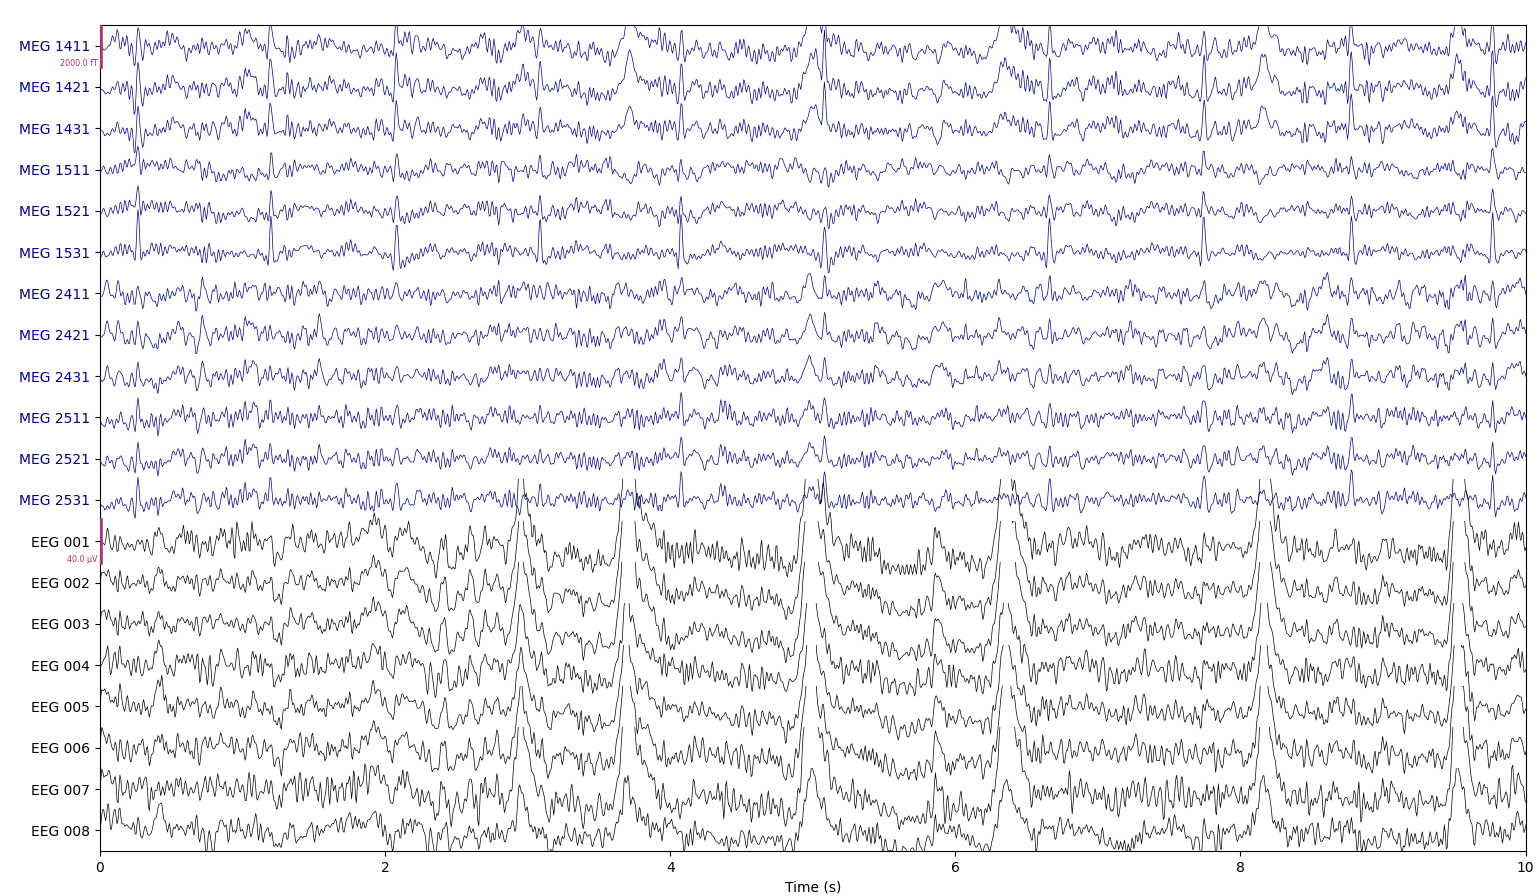 MEG 1411
2000.0 fT
MEG 1421
MEG 1431
MEG 1511
MEG 1521
MEG 1531
MEG 2411
MEG 2421
MEG 2431
MEG 2511
MEG 2521
MEG 2531
EEG 001
40.0 µV
EEG 002
EEG 003
EEG 004
EEG 005
EEG 006
EEG 007
EEG 008
0 2 4 6 8 10
Time (s)